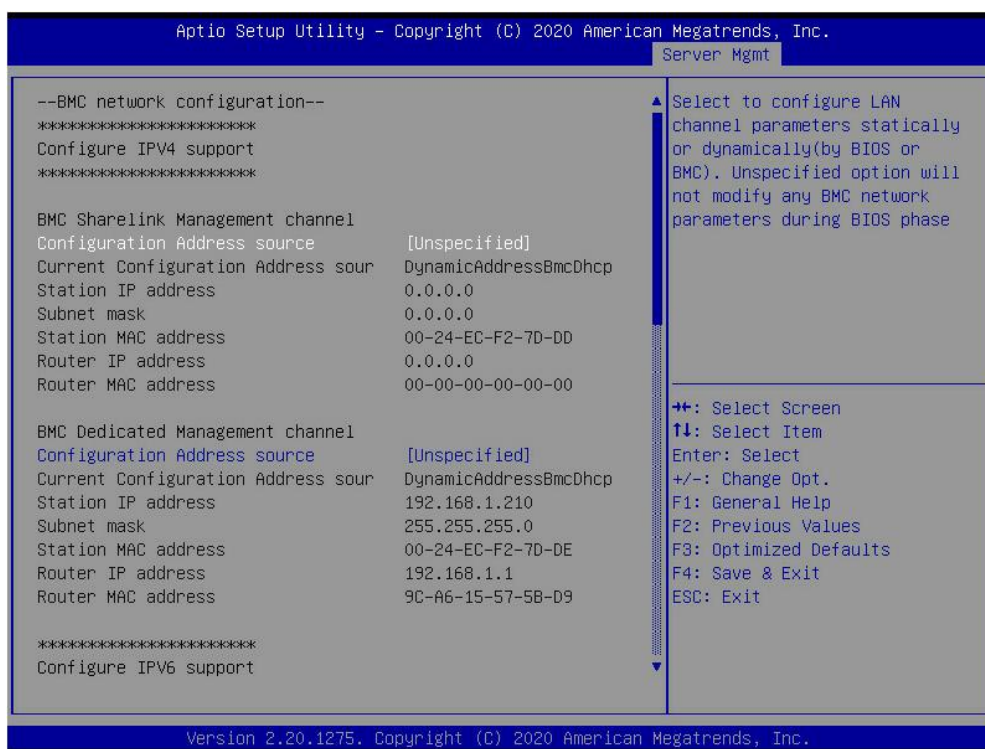 Aptio Setup Utility – Copyright (C) 2020 American Megatrends, Inc.
Server Mgmt
--BMC network configuration--
***********************
Configure IPV4 support
***********************
BMC Sharelink Management channel
Configuration Address source [Unspecified]
Current Configuration Address sour DynamicAddressBmcDhcp
Station IP address 0.0.0.0
Subnet mask 0.0.0.0
Station MAC address 00-24-EC-F2-7D-DD
Router IP address 0.0.0.0
Router MAC address 00-00-00-00-00-00
BMC Dedicated Management channel
Configuration Address source [Unspecified]
Current Configuration Address sour DynamicAddressBmcDhcp
Station IP address 192.168.1.210
Subnet mask 255.255.255.0
Station MAC address 00-24-EC-F2-7D-DE
Router IP address 192.168.1.1
Router MAC address 9C-A6-15-57-5B-D9
***********************
Configure IPV6 support
Select to configure LAN
channel parameters statically
or dynamically(by BIOS or
BMC). Unspecified option will
not modify any BMC network
parameters during BIOS phase
→←: Select Screen
↑↓: Select Item
Enter: Select
+/-: Change Opt.
F1: General Help
F2: Previous Values
F3: Optimized Defaults
F4: Save & Exit
ESC: Exit
Version 2.20.1275. Copyright (C) 2020 American Megatrends, Inc.